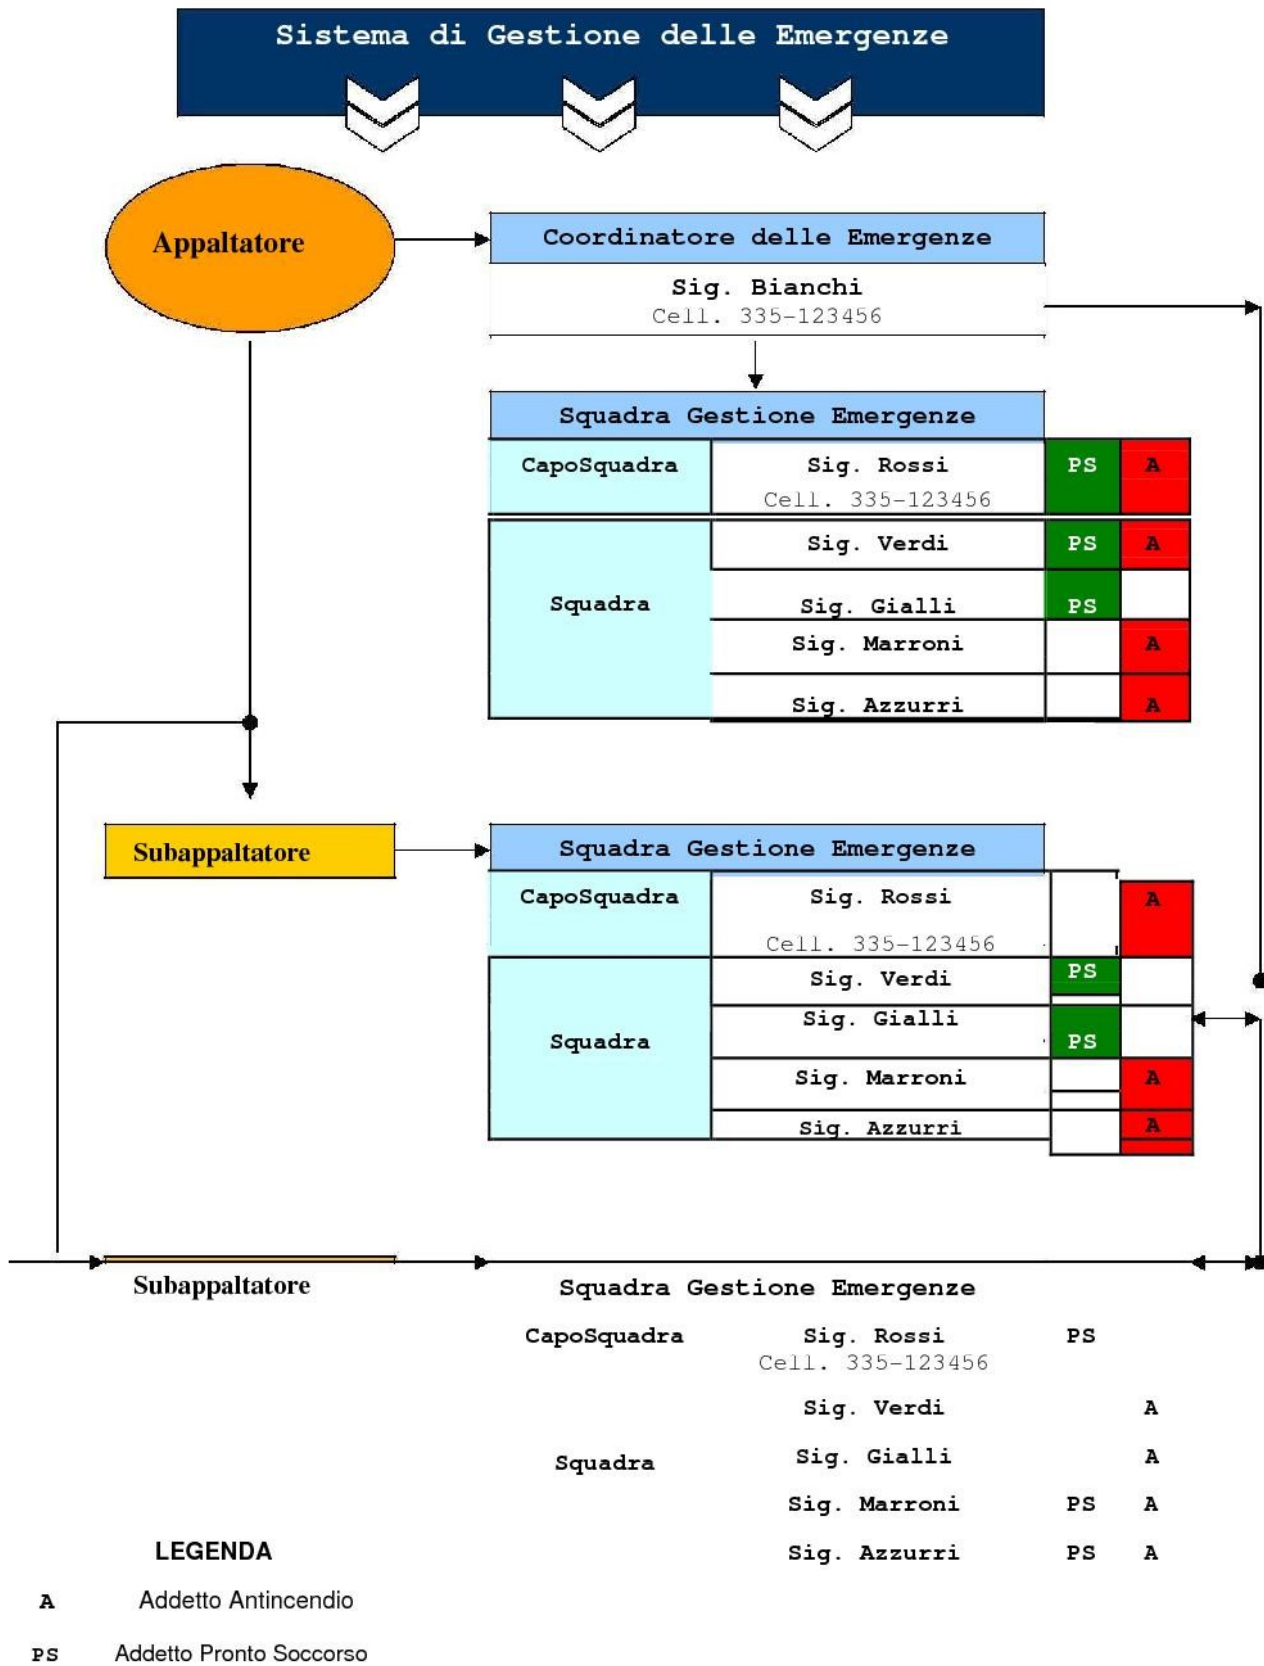 Sistema di Gestione delle Emergenze
Appaltatore
Coordinatore delle Emergenze
Sig. Bianchi
Cell. 335-123456
Squadra Gestione Emergenze
CapoSquadra Sig. Rossi PS A
Cell. 335-123456
Sig. Verdi PS A
Squadra Sig. Gialli PS
Sig. Marroni A
Sig. Azzurri A
Subappaltatore Squadra Gestione Emergenze
CapoSquadra Sig. Rossi A
Cell. 335-123456
Sig. Verdi PS
Sig. Gialli
Squadra PS
Sig. Marroni A
Sig. Azzurri A
Subappaltatore Squadra Gestione Emergenze
CapoSquadra Sig. Rossi PS
Cell. 335-123456
Sig. Verdi A
Squadra Sig. Gialli A
Sig. Marroni PS A
LEGENDA Sig. Azzurri PS A
A Addetto Antincendio
PS Addetto Pronto Soccorso